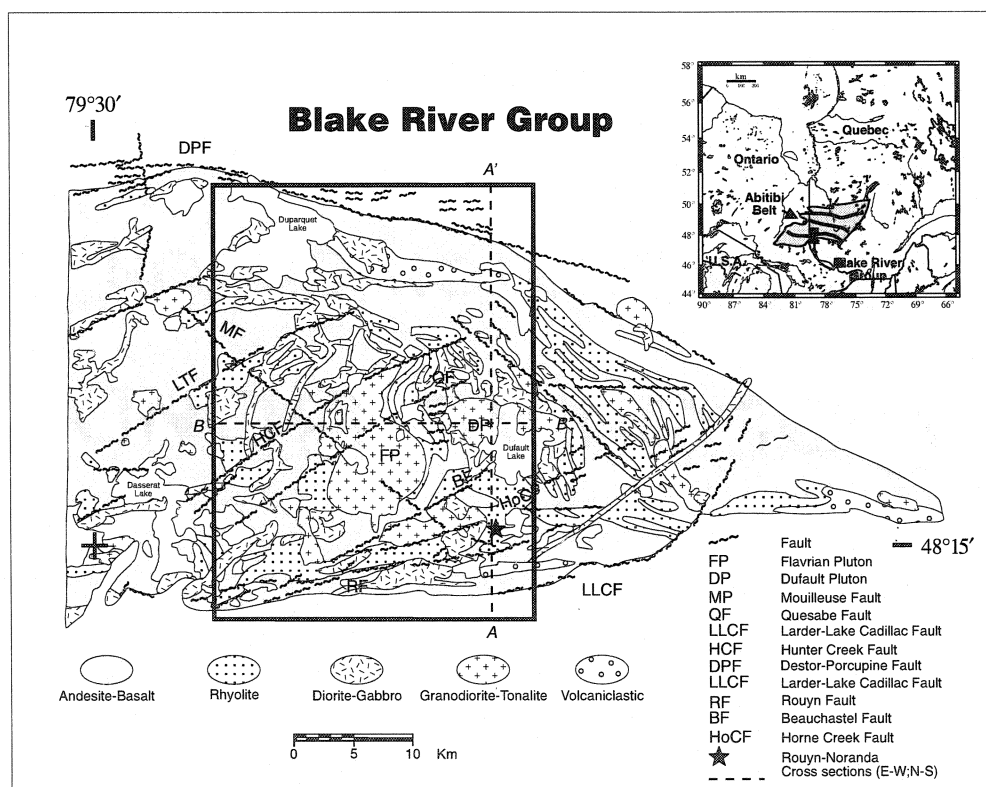 79°30′
Blake River Group
DPF
A'
Duparquet
Lake
MF
LTF
QF
B
HCF
DP
B'
FP
Dufault
Lake
BF
Dasserat
Lake
HoCF
RF
LLCF
A
58°
56°
54°
52°
50°
48°
46°
44°
km
Quebec
Ontario
Abitibi
Belt
U.S.A.
Blake River
Group
90°
87°
81°
78°
75°
72°
69°
66°
48°15′
Fault
FP Flavrian Pluton
DP Dufault Pluton
MP Mouilleuse Fault
QF Quesabe Fault
LLCF Larder-Lake Cadillac Fault
HCF Hunter Creek Fault
DPF Destor-Porcupine Fault
LLCF Larder-Lake Cadillac Fault
RF Rouyn Fault
BF Beauchastel Fault
HoCF Horne Creek Fault
Rouyn-Noranda
Cross sections (E-W;N-S)
Andesite-Basalt
Rhyolite
Diorite-Gabbro
Granodiorite-Tonalite
Volcaniclastic
0 5 10 Km